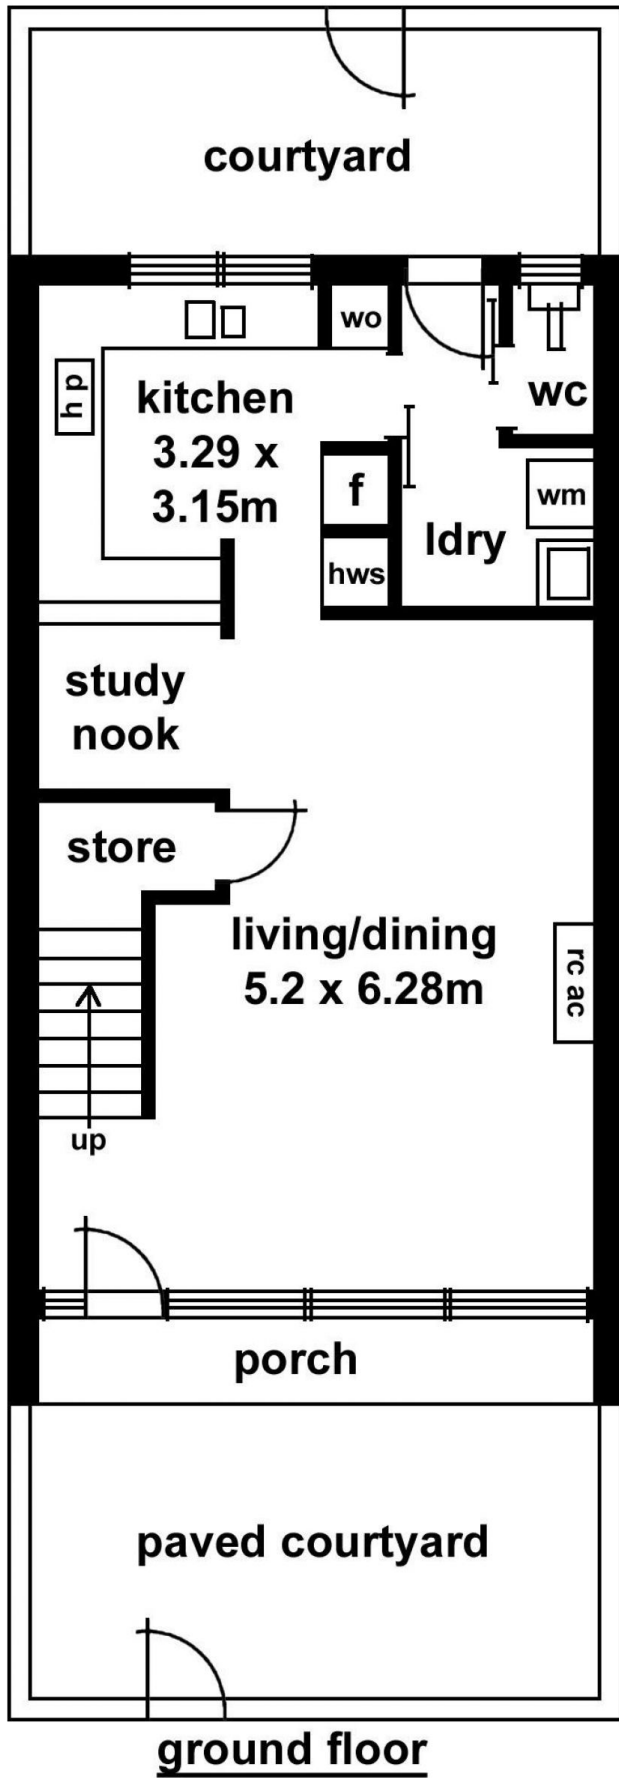 courtyard
wo
hp
kitchen
3.29 x
3.15m
wc
f
wm
ldry
hws
study
nook
store
living/dining
5.2 x 6.28m
rc ac
up
porch
paved courtyard
ground floor